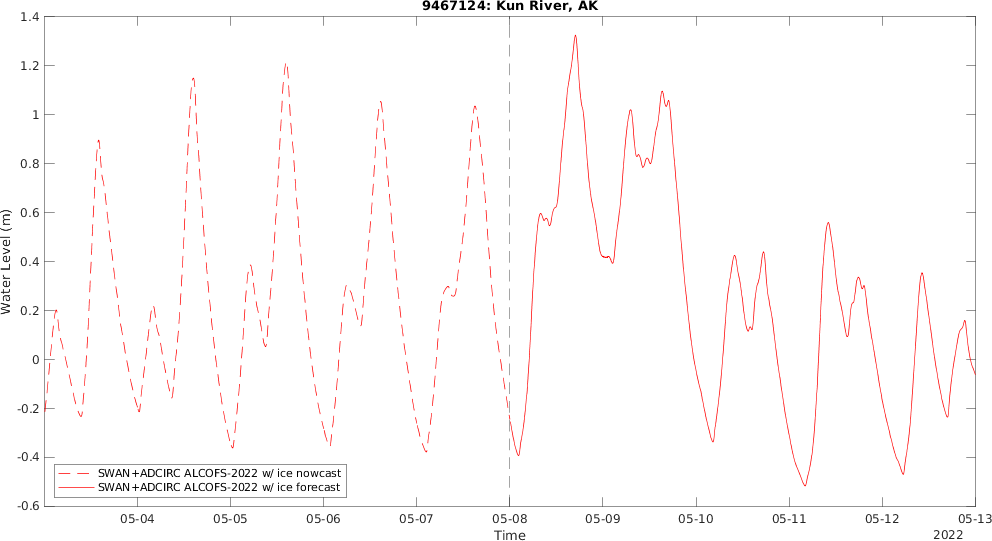 9467124: Kun River, AK
Water Level (m)
1.4
1.2
1
0.8
0.6
0.4
0.2
0
-0.2
-0.4
-0.6
SWAN+ADCIRC ALCOFS-2022 w/ ice nowcast
SWAN+ADCIRC ALCOFS-2022 w/ ice forecast
05-04 05-05 05-06 05-07 05-08 05-09 05-10 05-11 05-12 05-13
Time
2022